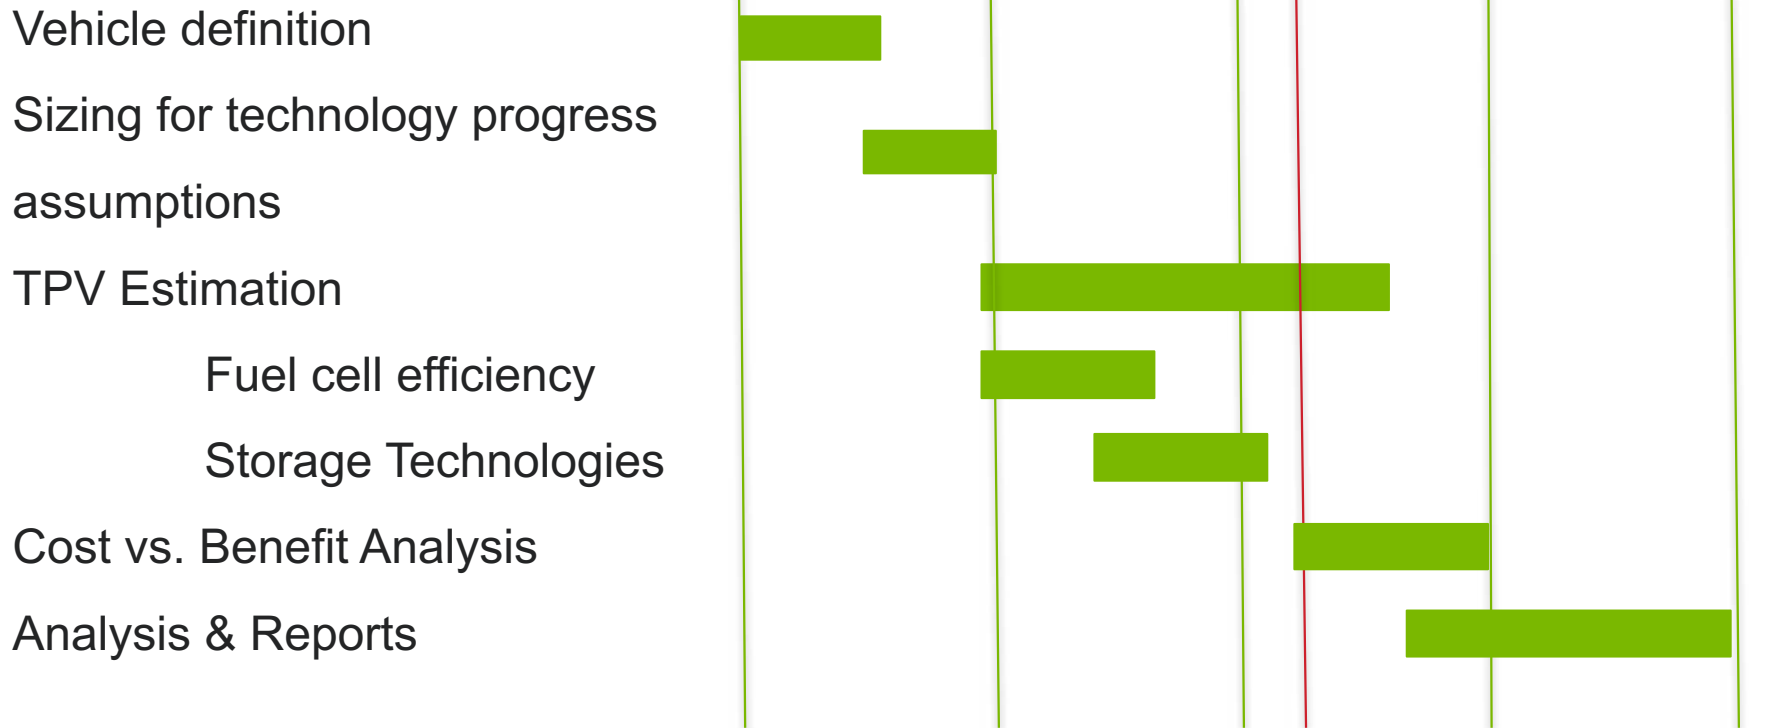 Vehicle definition
Sizing for technology progress
assumptions
TPV Estimation
Fuel cell efficiency
Storage Technologies
Cost vs. Benefit Analysis
Analysis & Reports